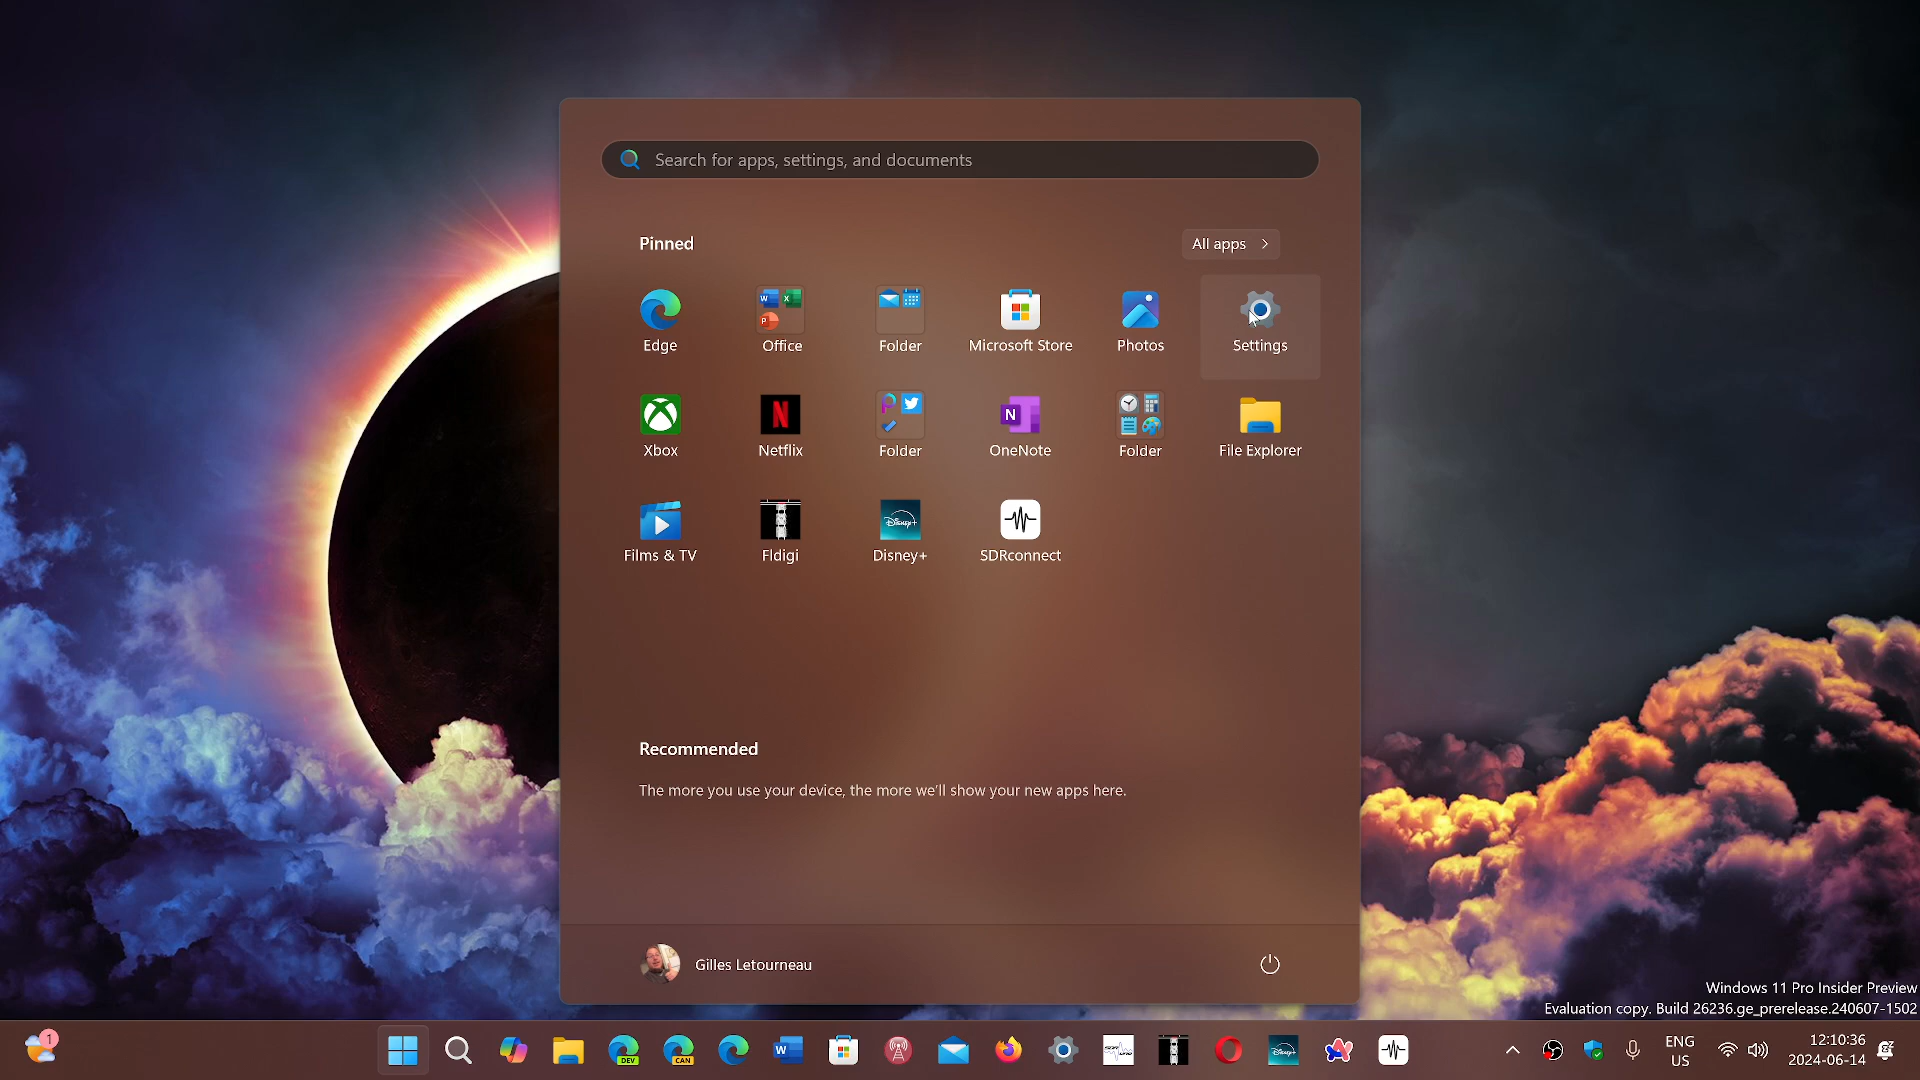 Search for apps, settings, and documents
Pinned
All apps
Edge
Office
Folder
Microsoft Store
Photos
Settings
Xbox
Netflix
Folder
OneNote
Folder
File Explorer
Films & TV
Fldigi
Disney+
SDRconnect
Recommended
The more you use your device, the more we'll show your new apps here.
Gilles Letourneau
Windows 11 Pro Insider Preview
Evaluation copy. Build 26236.ge_prerelease.240607-1502
1
DEV
CAN
ENG
US
12:10:36
2024-06-14